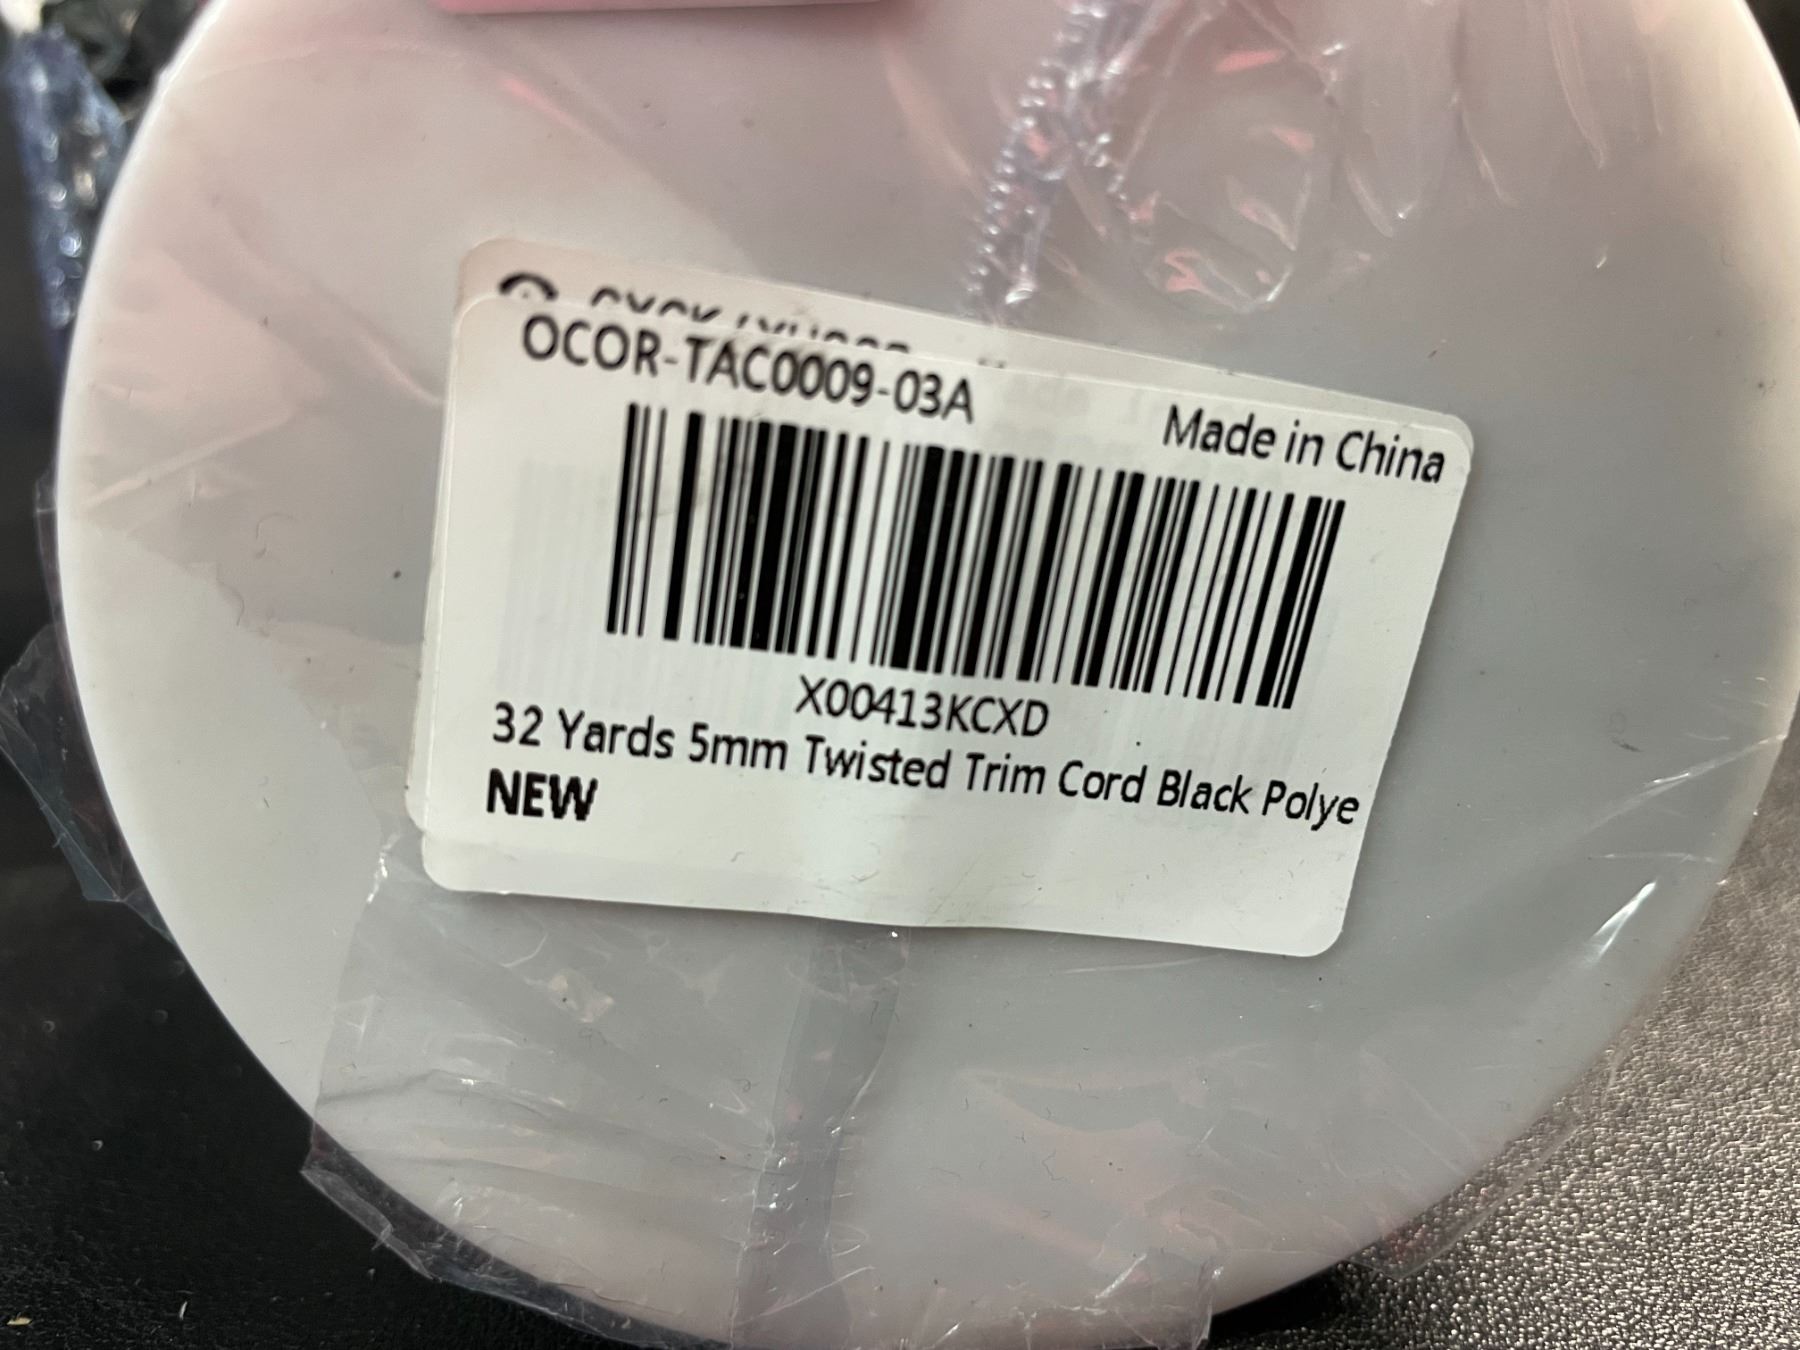 OCOR-TAC0009-03A
Made in China
X00413KCXD
32 Yards 5mm Twisted Trim Cord Black Polye
NEW